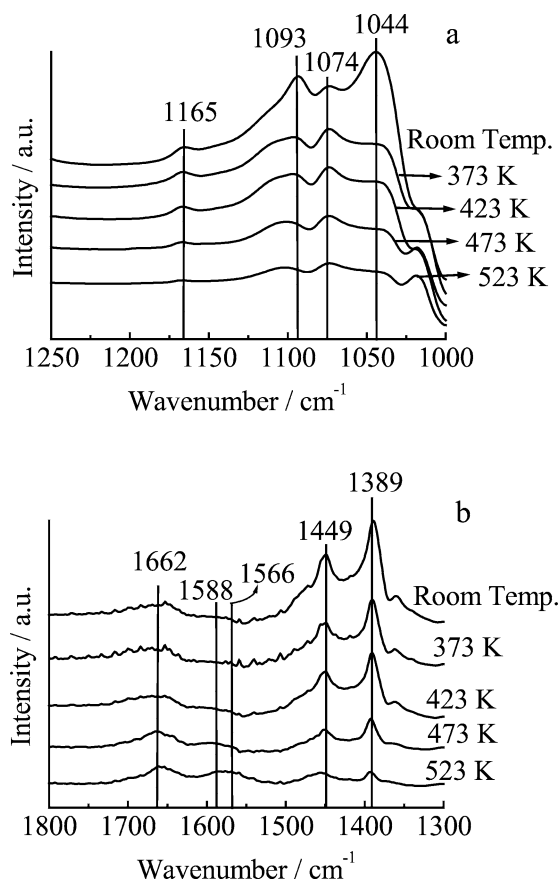 1044
a
1093
1074
1165
Room Temp.
373 K
423 K
473 K
523 K
Intensity / a.u.
1250 1200 1150 1100 1050 1000
Wavenumber / cm-1
1389
b
1449
1662
1588
1566
Room Temp.
373 K
423 K
473 K
523 K
Intensity / a.u.
1800 1700 1600 1500 1400 1300
Wavenumber / cm-1